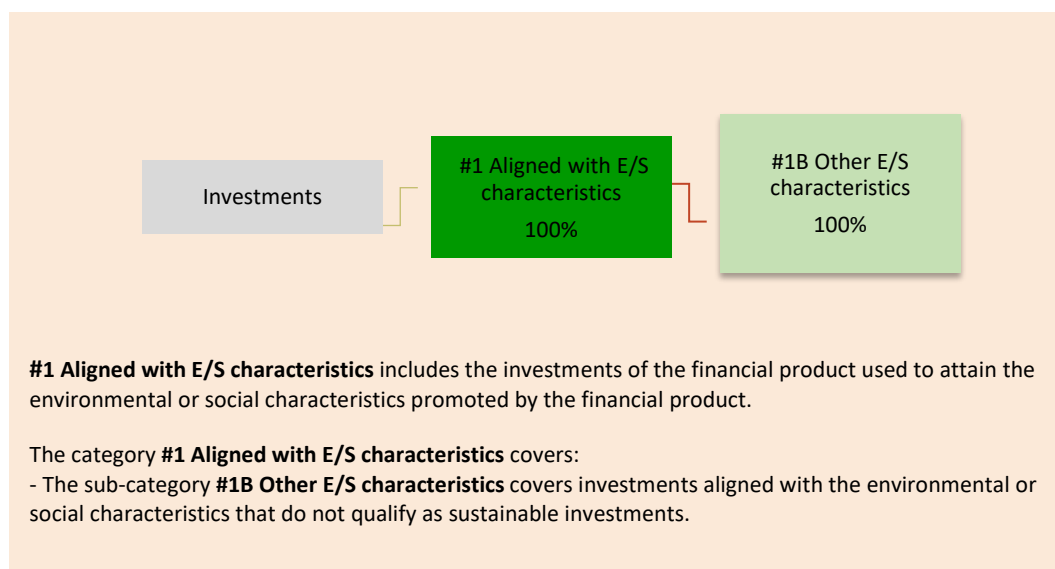 Investments
#1 Aligned with E/S
characteristics
100%
#1B Other E/S
characteristics
100%
#1 Aligned with E/S characteristics includes the investments of the financial product used to attain the
environmental or social characteristics promoted by the financial product.
The category #1 Aligned with E/S characteristics covers:
- The sub-category #1B Other E/S characteristics covers investments aligned with the environmental or
social characteristics that do not qualify as sustainable investments.